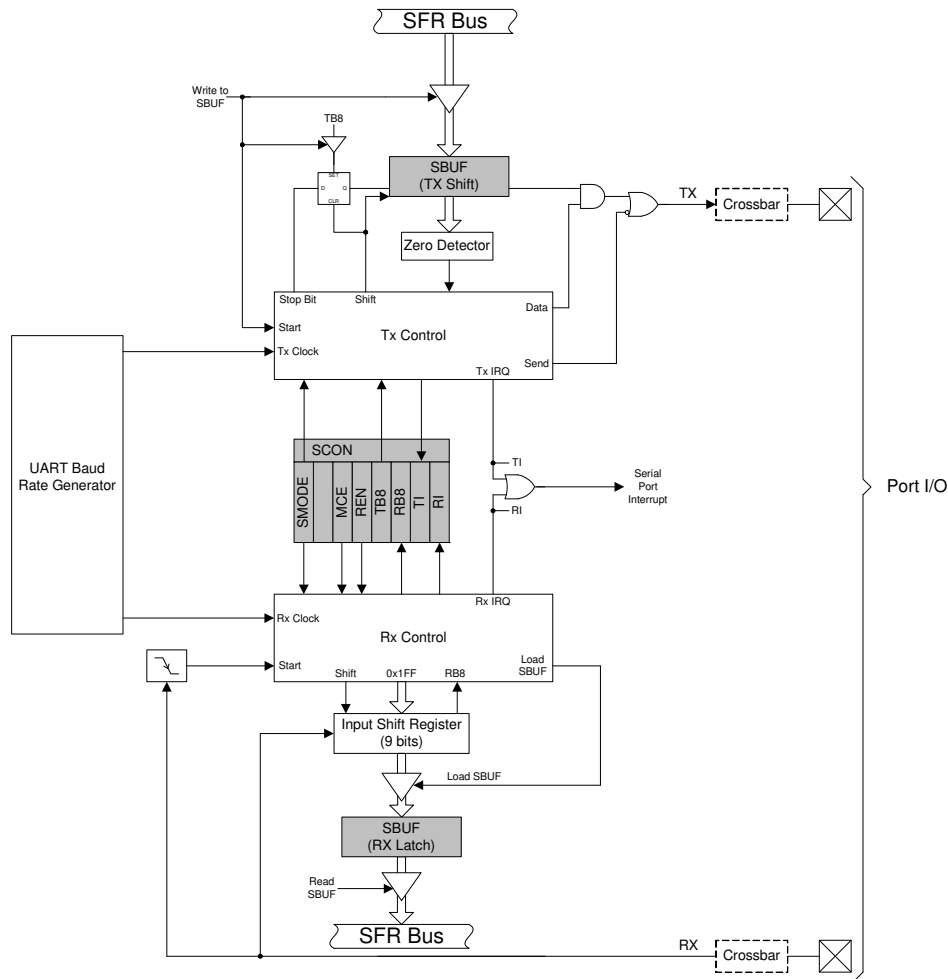 SFR Bus
Write to
SBUF
TB8
SET
D
Q
CLR
SBUF
(TX Shift)
TX
Crossbar
Zero Detector
Stop Bit
Shift
Data
Start
Tx Control
Tx Clock
Send
Tx IRQ
UART Baud
Rate Generator
SCON
SMODE
MCE
REN
TB8
RB8
TI
RI
TI
Serial
Port
Interrupt
RI
Port I/O
Rx IRQ
Rx Clock
Rx Control
Start
Load
SBUF
Shift
0x1FF
RB8
Input Shift Register
(9 bits)
Load SBUF
SBUF
(RX Latch)
Read
SBUF
SFR Bus
RX
Crossbar